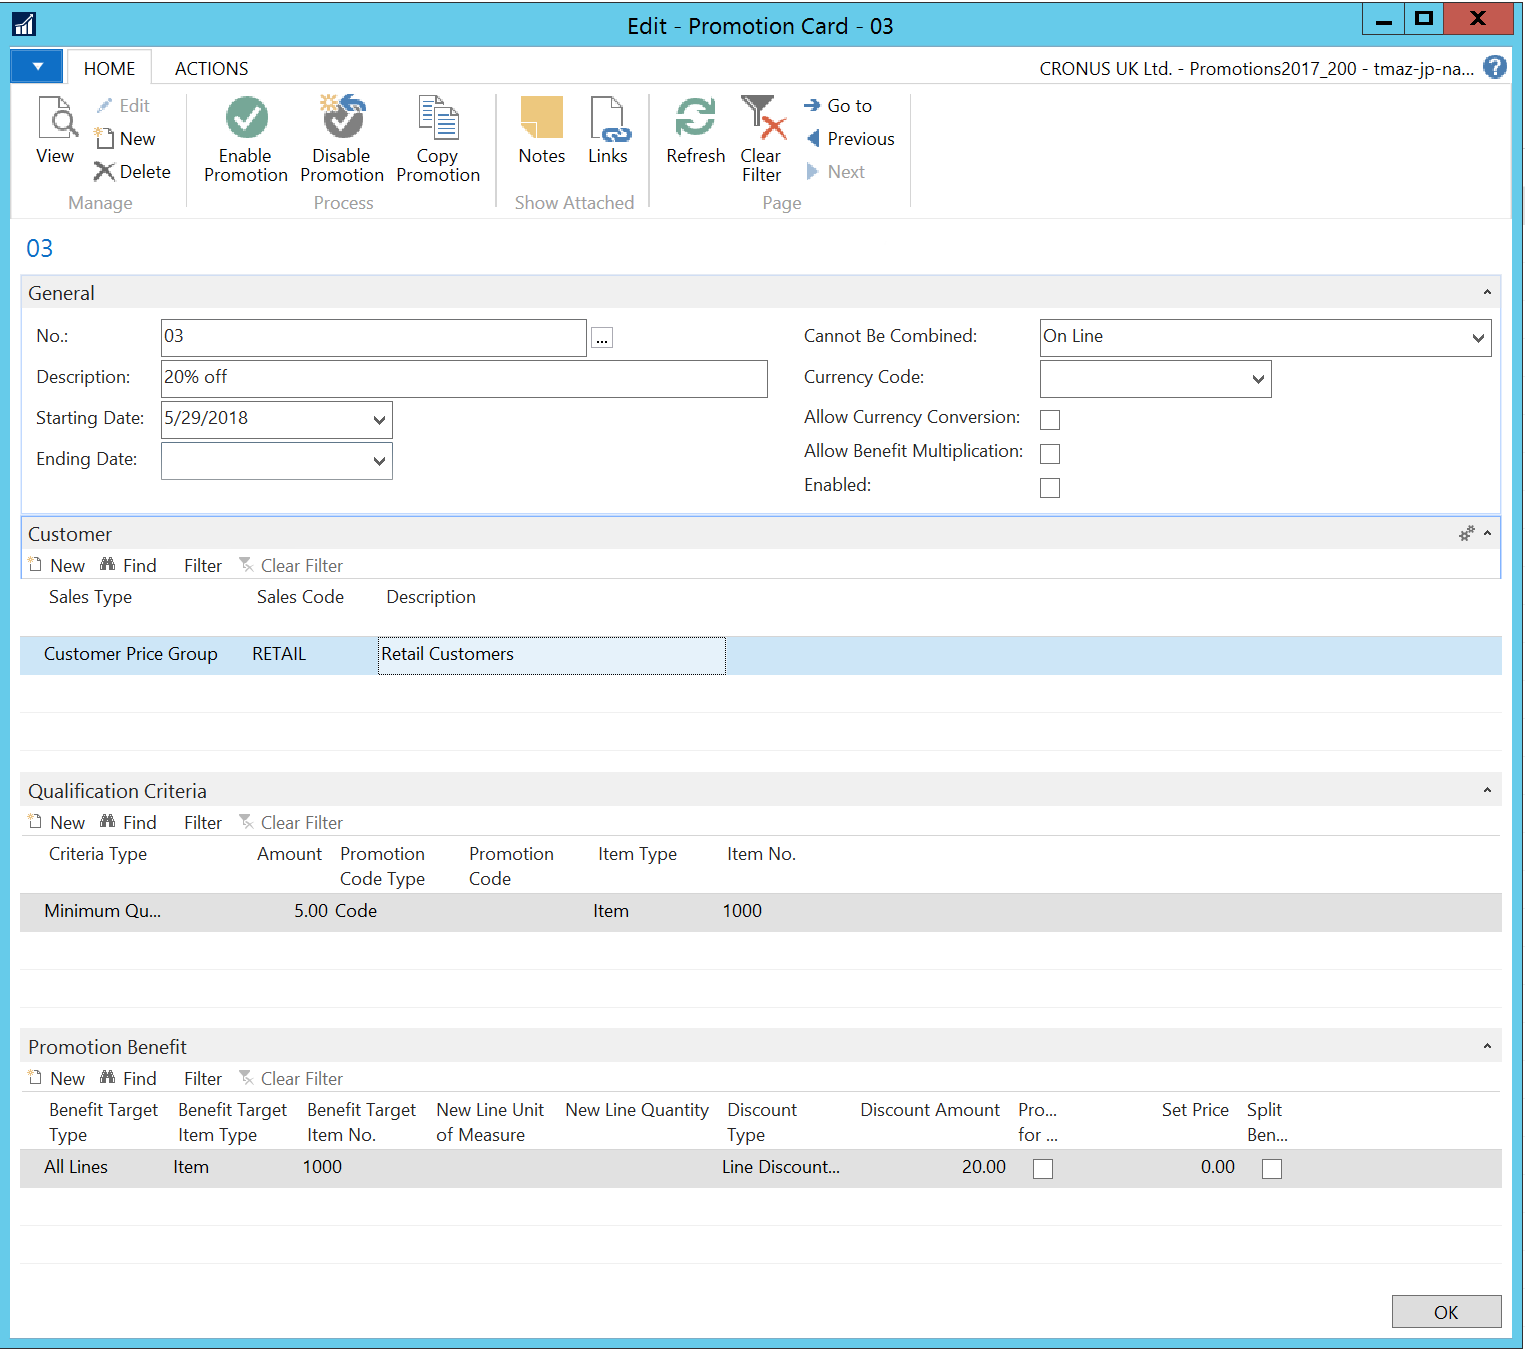 Edit - Promotion Card - 03
HOME ACTIONS CRONUS UK Ltd. - Promotions2017_200 - tmaz-jp-na... ?
View Edit New Delete
Manage
Enable Promotion Disable Promotion Copy Promotion
Process
Notes Links
Show Attached
Refresh Clear Filter Go to Previous Next
Page
03
General
No.: 03 ...
Description: 20% off
Starting Date: 5/29/2018
Ending Date:
Cannot Be Combined: On Line
Currency Code:
Allow Currency Conversion:
Allow Benefit Multiplication:
Enabled:
Customer
New Find Filter Clear Filter
Sales Type Sales Code Description
Customer Price Group RETAIL Retail Customers
Qualification Criteria
New Find Filter Clear Filter
Criteria Type Amount Promotion Code Type Promotion Code Item Type Item No.
Minimum Qu... 5.00 Code Item 1000
Promotion Benefit
New Find Filter Clear Filter
Benefit Target Type Benefit Target Item Type Benefit Target Item No. New Line Unit of Measure New Line Quantity Discount Type Discount Amount Pro... for ... Set Price Split Ben...
All Lines Item 1000 Line Discount... 20.00 0.00
OK